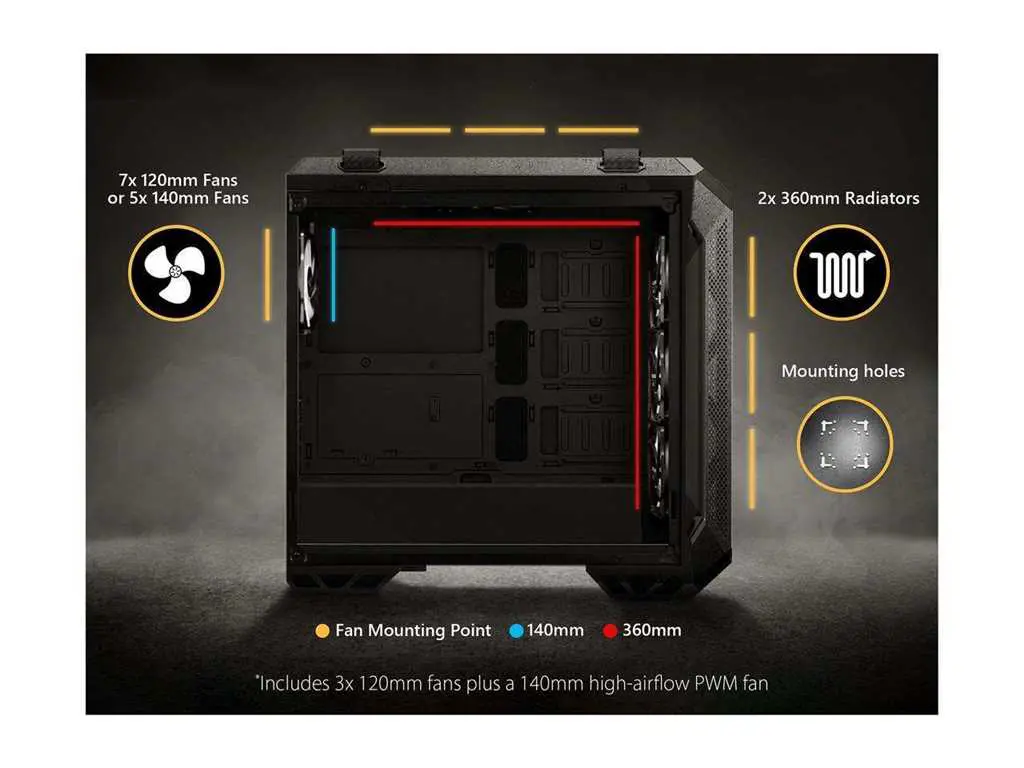 7x 120mm Fans
or 5x 140mm Fans
2x 360mm Radiators
Mounting holes
Fan Mounting Point
140mm
360mm
*Includes 3x 120mm fans plus a 140mm high-airflow PWM fan